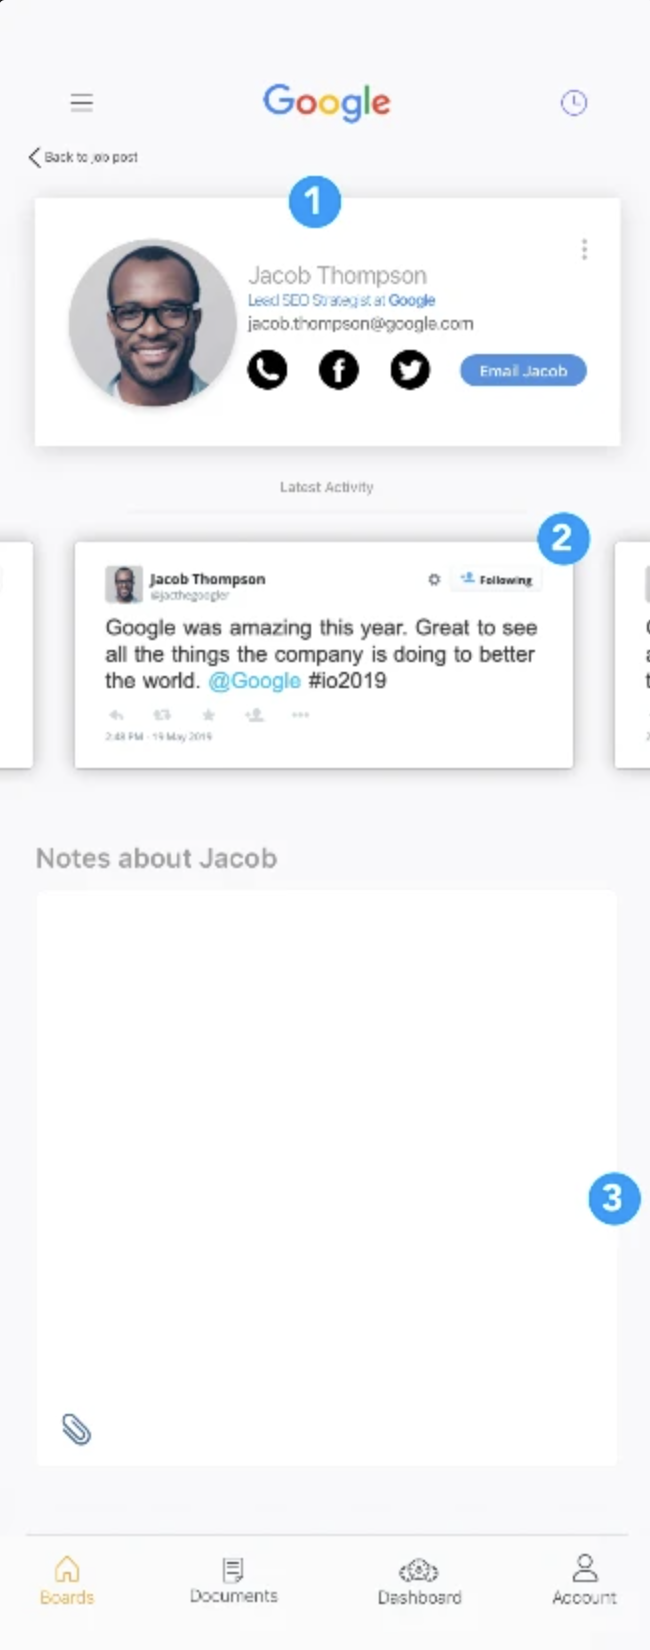 Google
Back to job post
1
Jacob Thompson
Lead SEO Strategist at Google
jacob.thompson@google.com
Email Jacob
Latest Activity
2
Jacob Thompson
@jacthegoogler
Following
Google was amazing this year. Great to see
all the things the company is doing to better
the world. @Google #io2019
2:48 PM - 19 May 2019
Notes about Jacob
3
Boards
Documents
Dashboard
Account